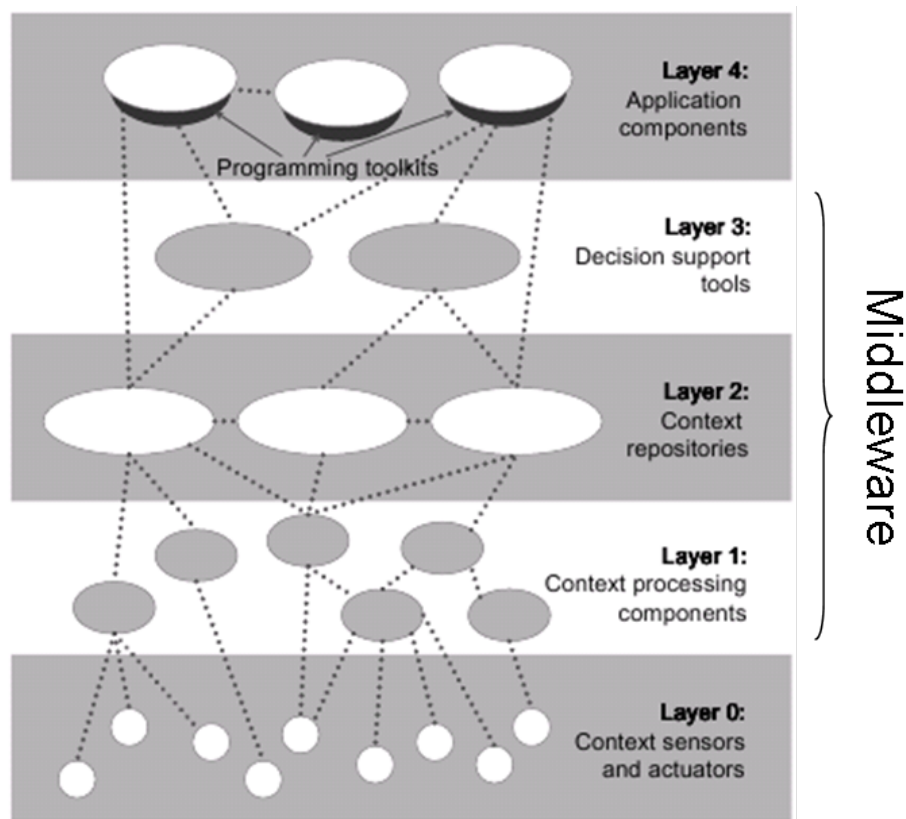 Layer 4:
Application
components
Programming toolkits
Layer 3:
Decision support
tools
Layer 2:
Context
repositories
Layer 1:
Context processing
components
Layer 0:
Context sensors
and actuators
Middleware